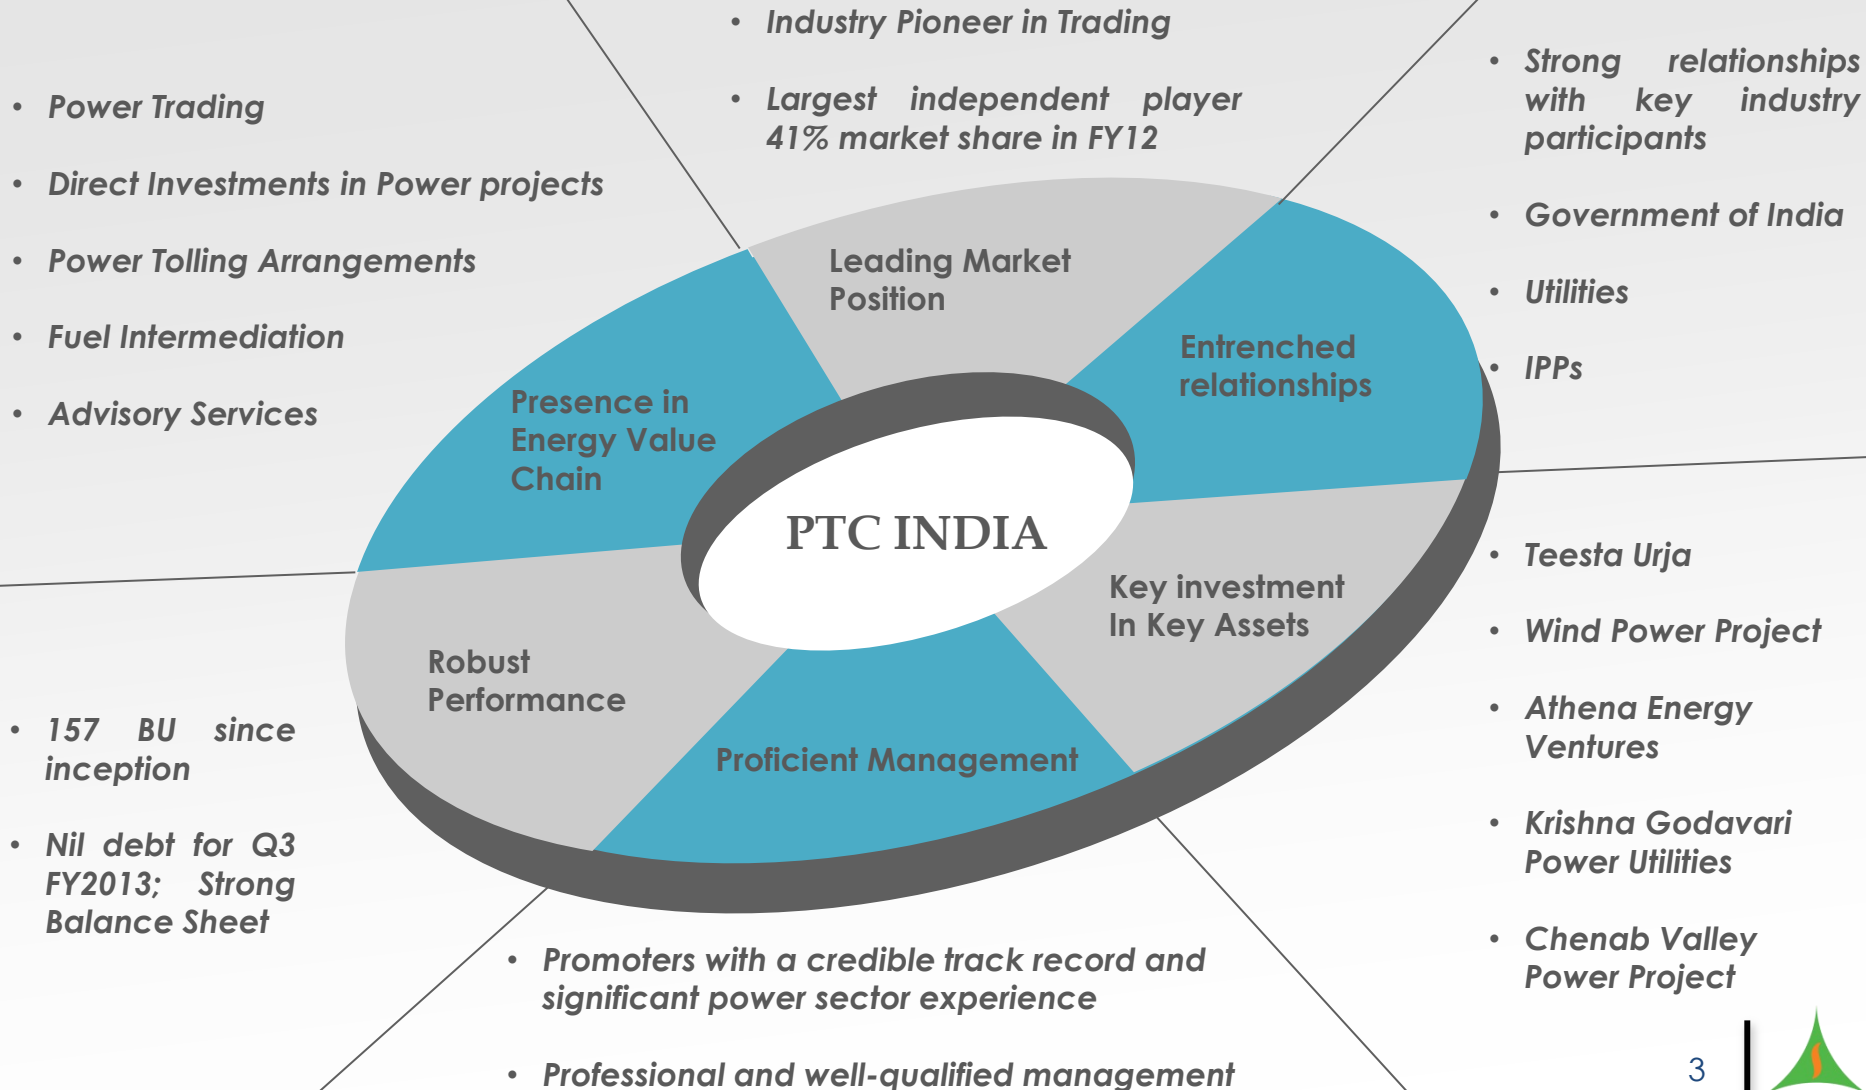 • Industry Pioneer in Trading
• Largest independent player
41% market share in FY12
• Power Trading
• Direct Investments in Power projects
• Power Tolling Arrangements
• Fuel Intermediation
• Advisory Services
• Strong relationships
with key industry
participants
• Government of India
• Utilities
• IPPs
Leading Market
Position
Entrenched
relationships
Presence in
Energy Value
Chain
PTC INDIA
Key investment
In Key Assets
Robust
Performance
Proficient Management
• Teesta Urja
• Wind Power Project
• Athena Energy
Ventures
• Krishna Godavari
Power Utilities
• Chenab Valley
Power Project
• 157 BU since
inception
• Nil debt for Q3
FY2013; Strong
Balance Sheet
• Promoters with a credible track record and
significant power sector experience
• Professional and well-qualified management
3